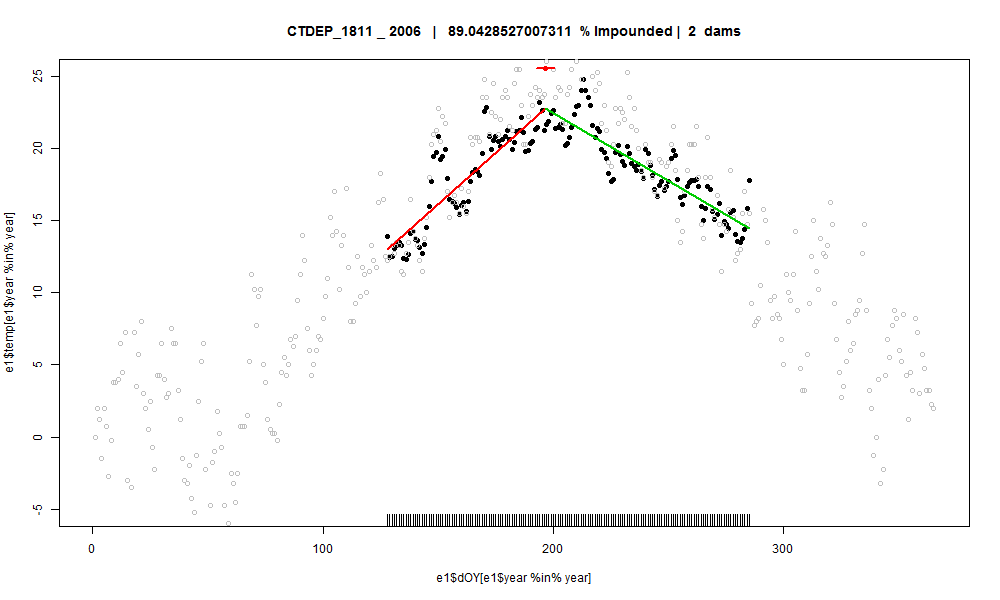 CTDEP_1811 _ 2006 | 89.0428527007311 % Impounded | 2 dams
e1$temp[e1$year %in% year]
25
20
15
10
5
0
-5
0 100 200 300
e1$dOY[e1$year %in% year]